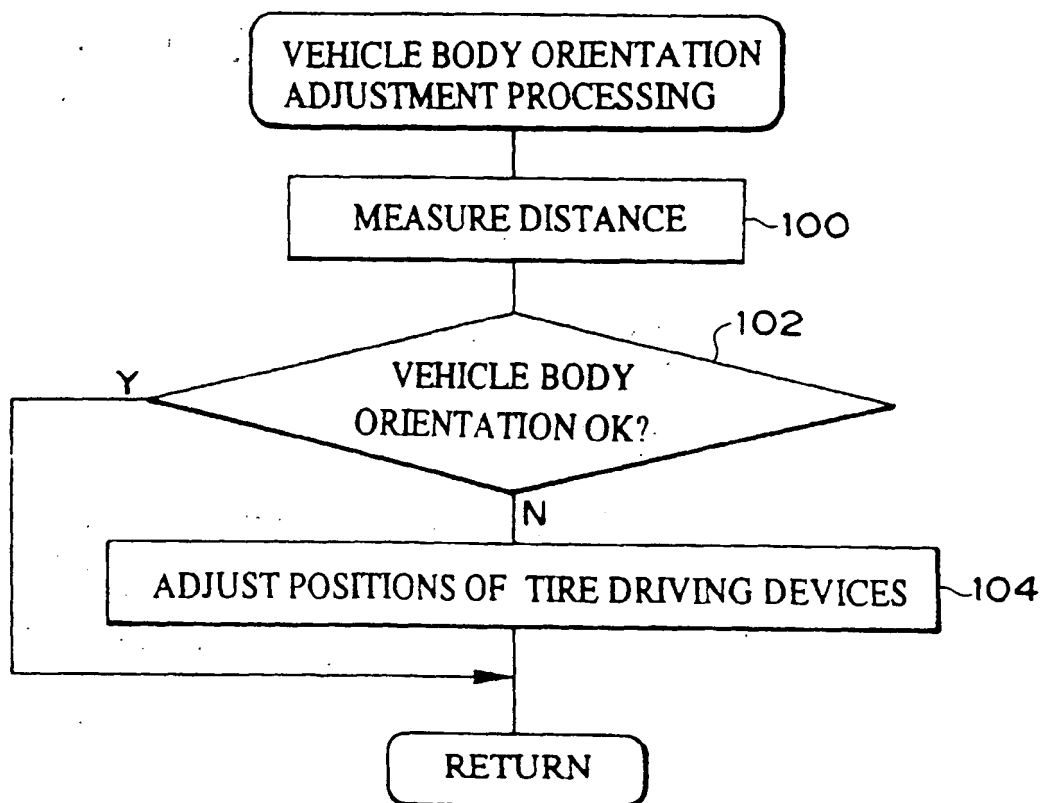 VEHICLE BODY ORIENTATION
ADJUSTMENT PROCESSING
MEASURE DISTANCE
100
102
Y
VEHICLE BODY
ORIENTATION OK?
N
ADJUST POSITIONS OF TIRE DRIVING DEVICES
104
RETURN